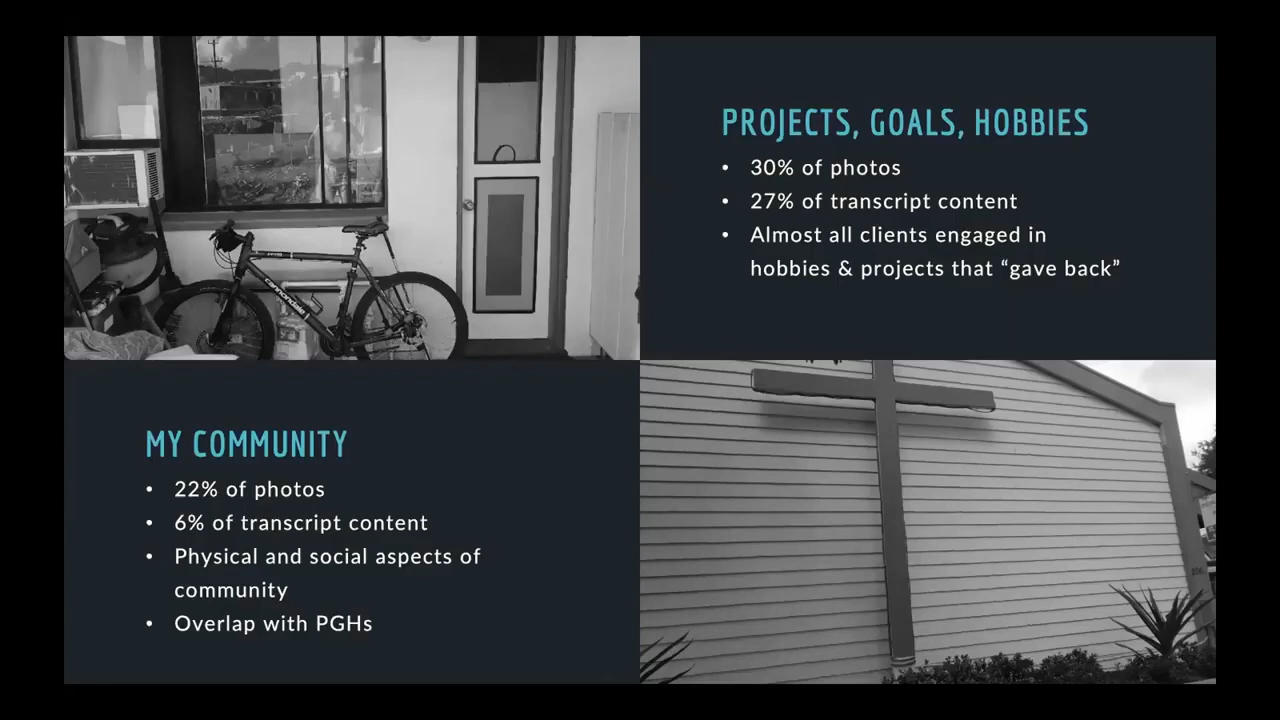 PROJECTS, GOALS, HOBBIES
• 30% of photos
• 27% of transcript content
• Almost all clients engaged in
hobbies & projects that “gave back”
cannondale
MY COMMUNITY
• 22% of photos
• 6% of transcript content
• Physical and social aspects of
community
• Overlap with PGHs